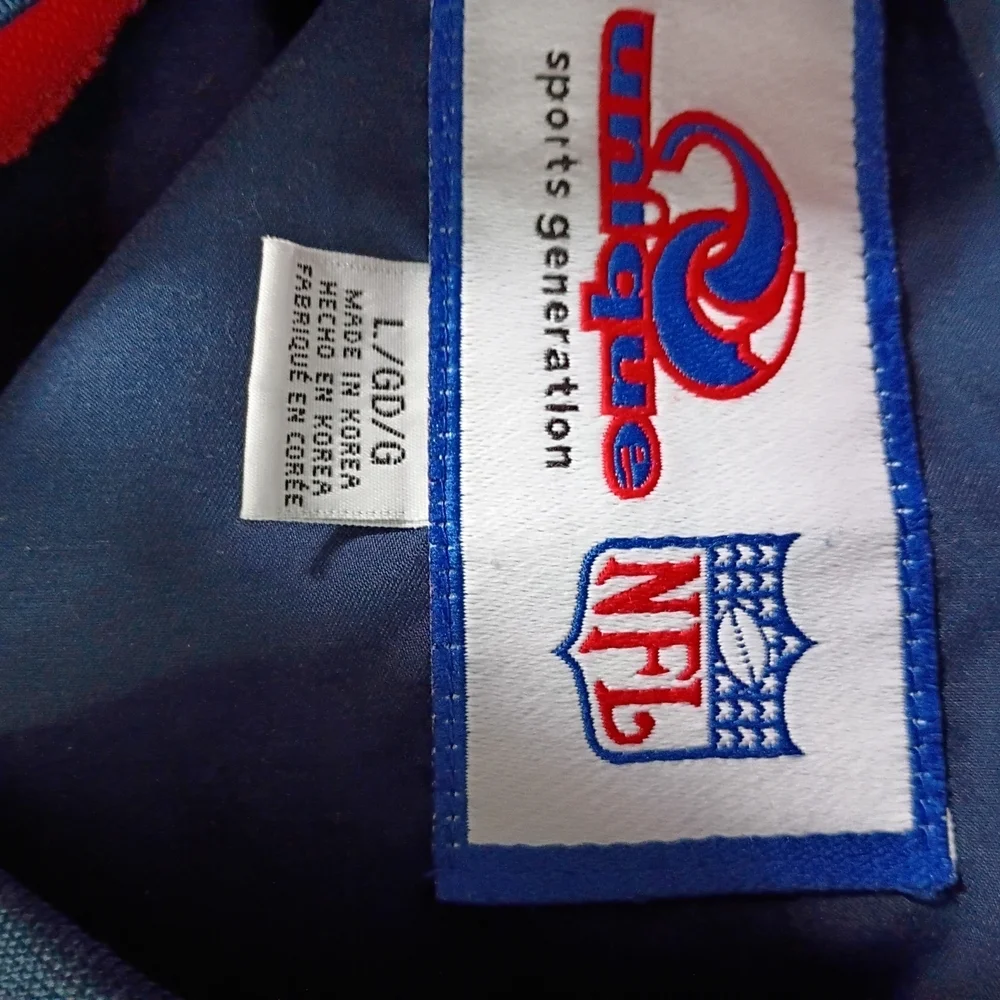 unique
sports generation
NFL
L/GD/G
MADE IN KOREA
HECHO EN KOREA
FABRIQUÉ EN CORÉE